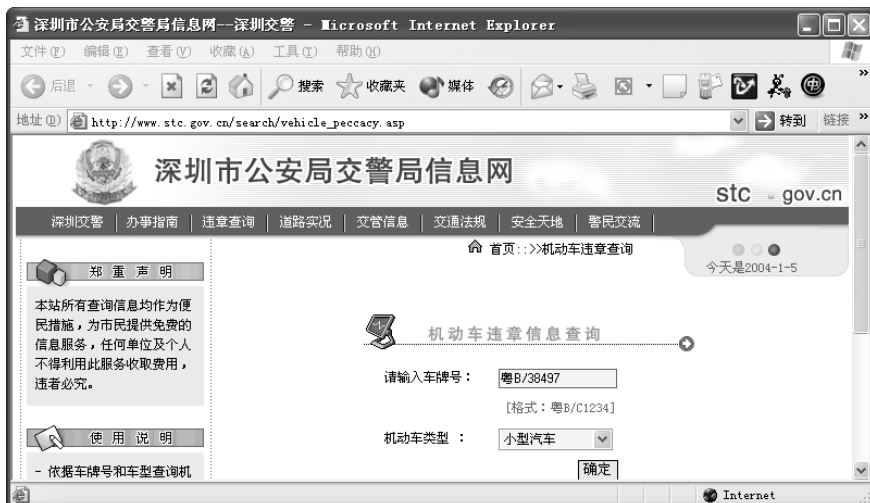 深圳市公安局交警局信息网--深圳交警 - Microsoft Internet Explorer
文件(F) 编辑(E) 查看(V) 收藏(A) 工具(T) 帮助(H)
后退 搜索 收藏夹 媒体 »
地址(D) http://www.stc.gov.cn/search/vehicle_peccacy.asp 转到 链接 »
深圳市公安局交警局信息网
stc gov.cn
深圳交警 | 办事指南 | 违章查询 | 道路实况 | 交管信息 | 交通法规 | 安全天地 | 警民交流 |
首页::>>机动车违章查询
今天是2004-1-5
郑重声明
本站所有查询信息均作为便
民措施，为市民提供免费的
信息服务，任何单位及个人
不得利用此服务收取费用，
违者必究。
机动车违章信息查询
请输入车牌号： 粤B/38497
[格式：粤B/C1234]
机动车类型 ： 小型汽车
确定
使用说明
- 依据车牌号和车型查询机
Internet